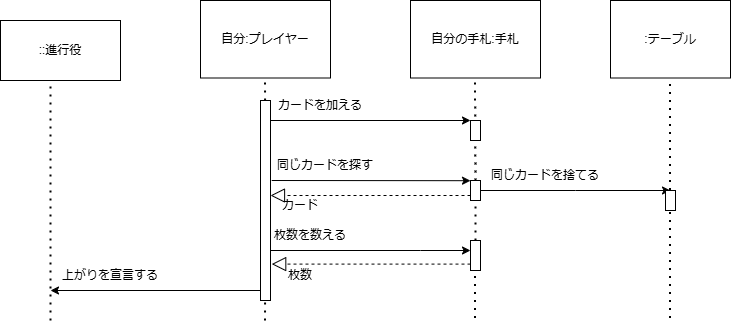 ::進行役
自分:プレイヤー
自分の手札:手札
:テーブル
カードを加える
同じカードを探す
同じカードを捨てる
カード
枚数を数える
枚数
上がりを宣言する